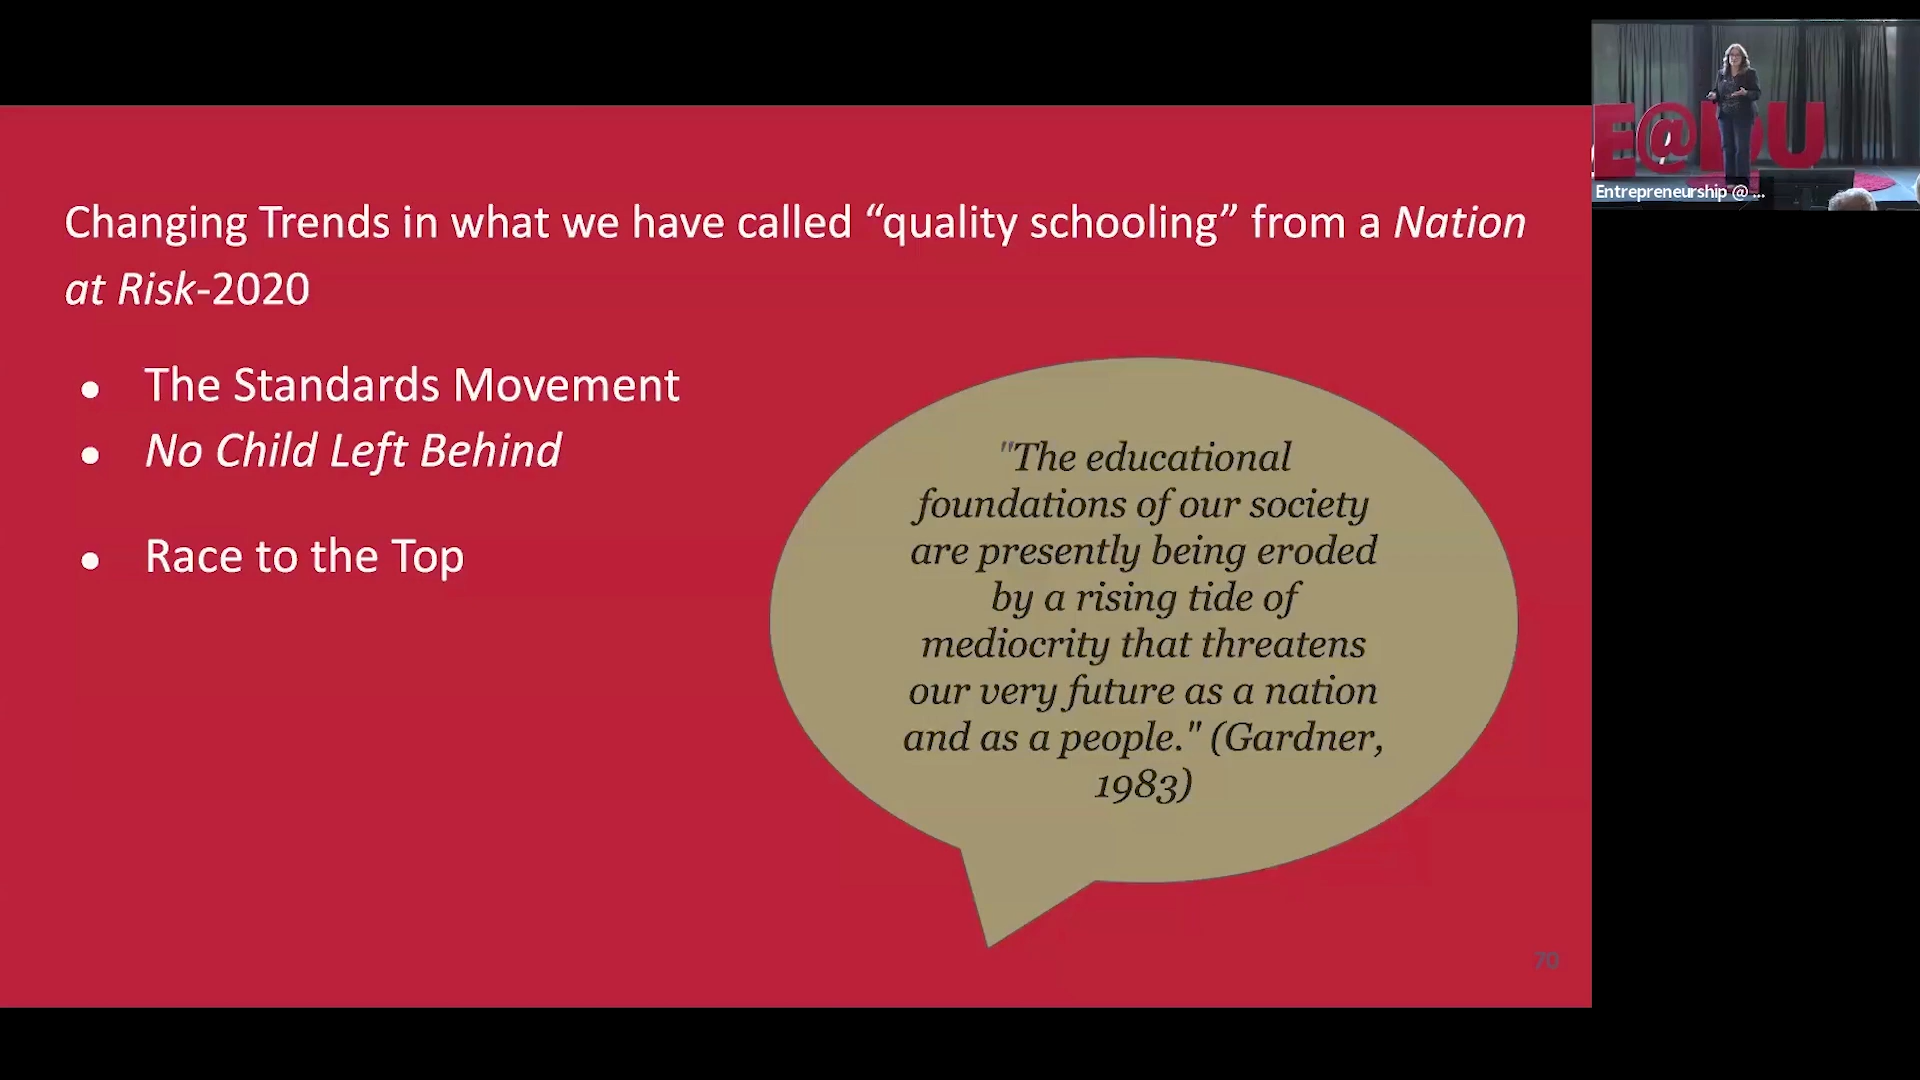 Changing Trends in what we have called “quality schooling” from a Nation
at Risk-2020
● The Standards Movement
● No Child Left Behind
● Race to the Top
"The educational
foundations of our society
are presently being eroded
by a rising tide of
mediocrity that threatens
our very future as a nation
and as a people." (Gardner,
1983)
70
E@DU
Entrepreneurship @ ...